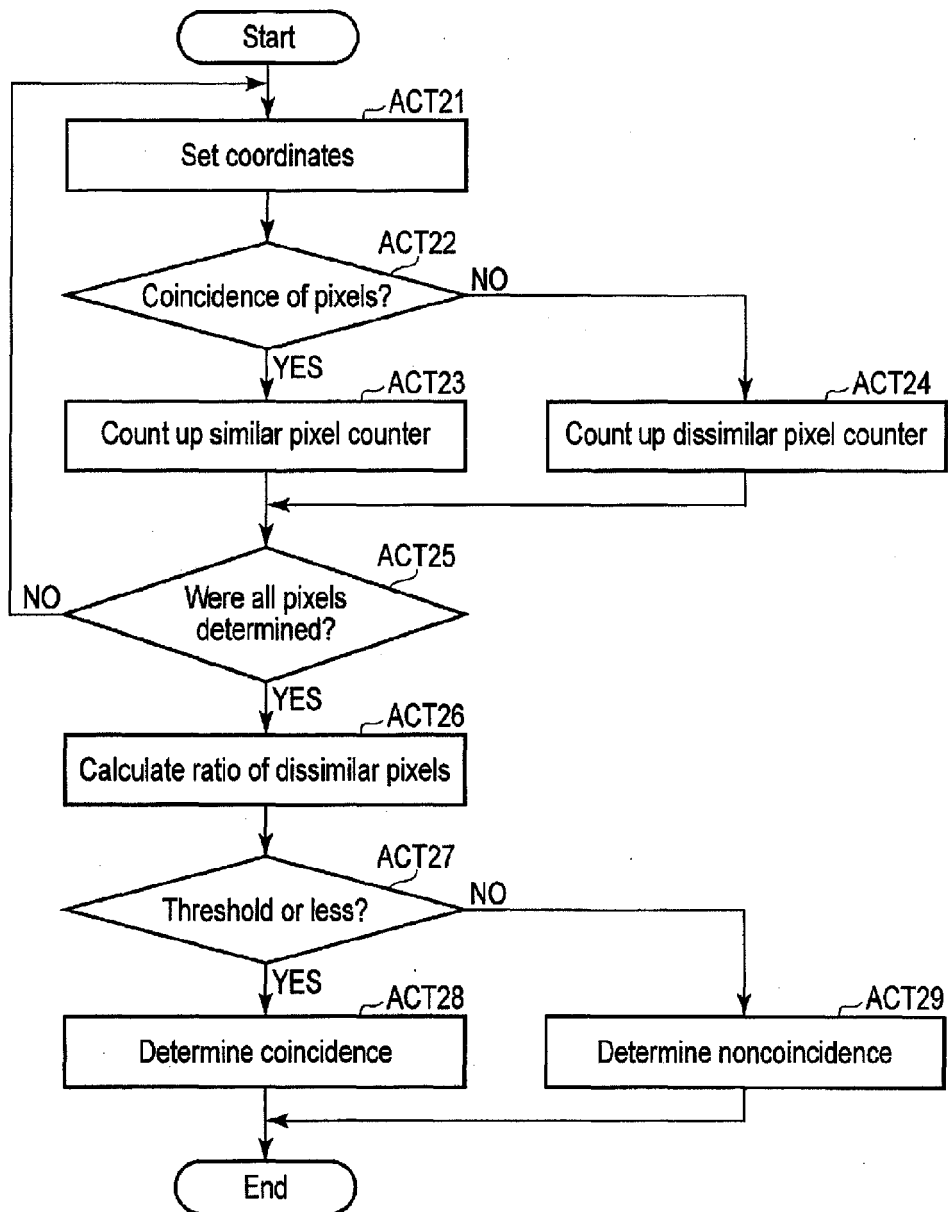 Start
ACT21
Set coordinates
ACT22
Coincidence of pixels?
NO
YES
ACT23
Count up similar pixel counter
ACT24
Count up dissimilar pixel counter
ACT25
NO
Were all pixels
determined?
YES
ACT26
Calculate ratio of dissimilar pixels
ACT27
Threshold or less?
NO
YES
ACT28
Determine coincidence
ACT29
Determine noncoincidence
End